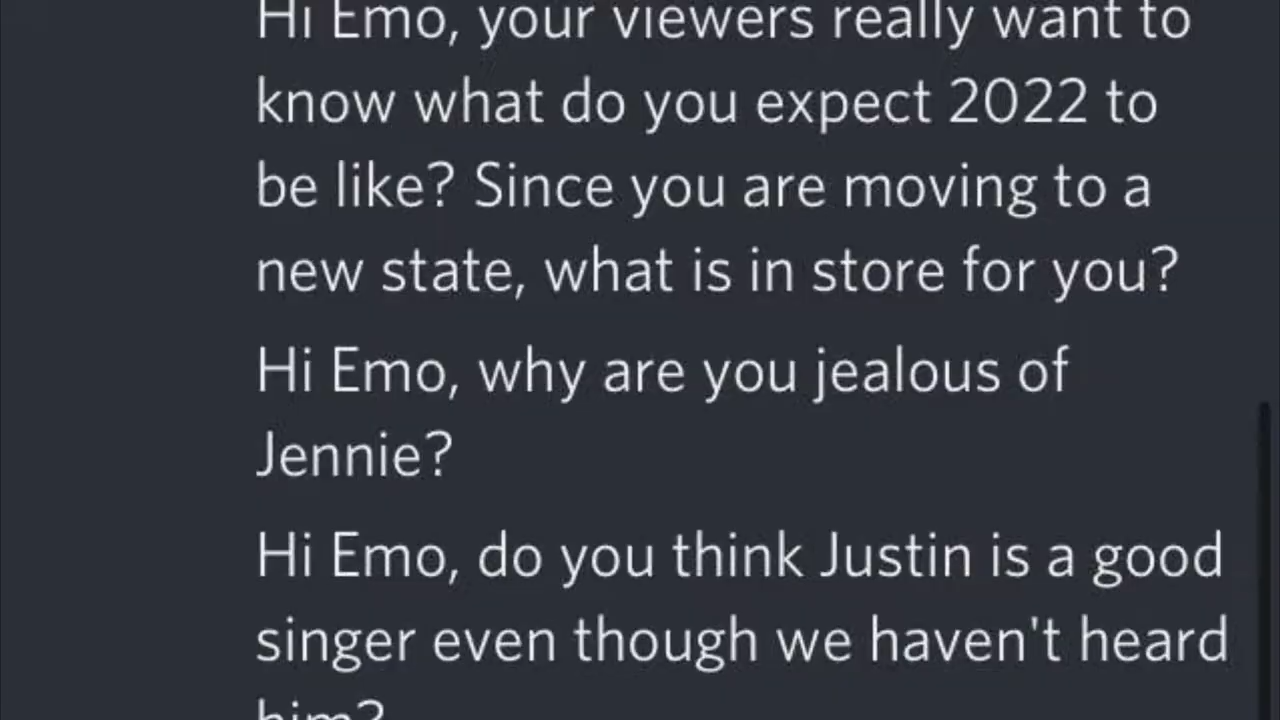 Hi Emo, your viewers really want to
know what do you expect 2022 to
be like? Since you are moving to a
new state, what is in store for you?
Hi Emo, why are you jealous of
Jennie?
Hi Emo, do you think Justin is a good
singer even though we haven't heard
him?